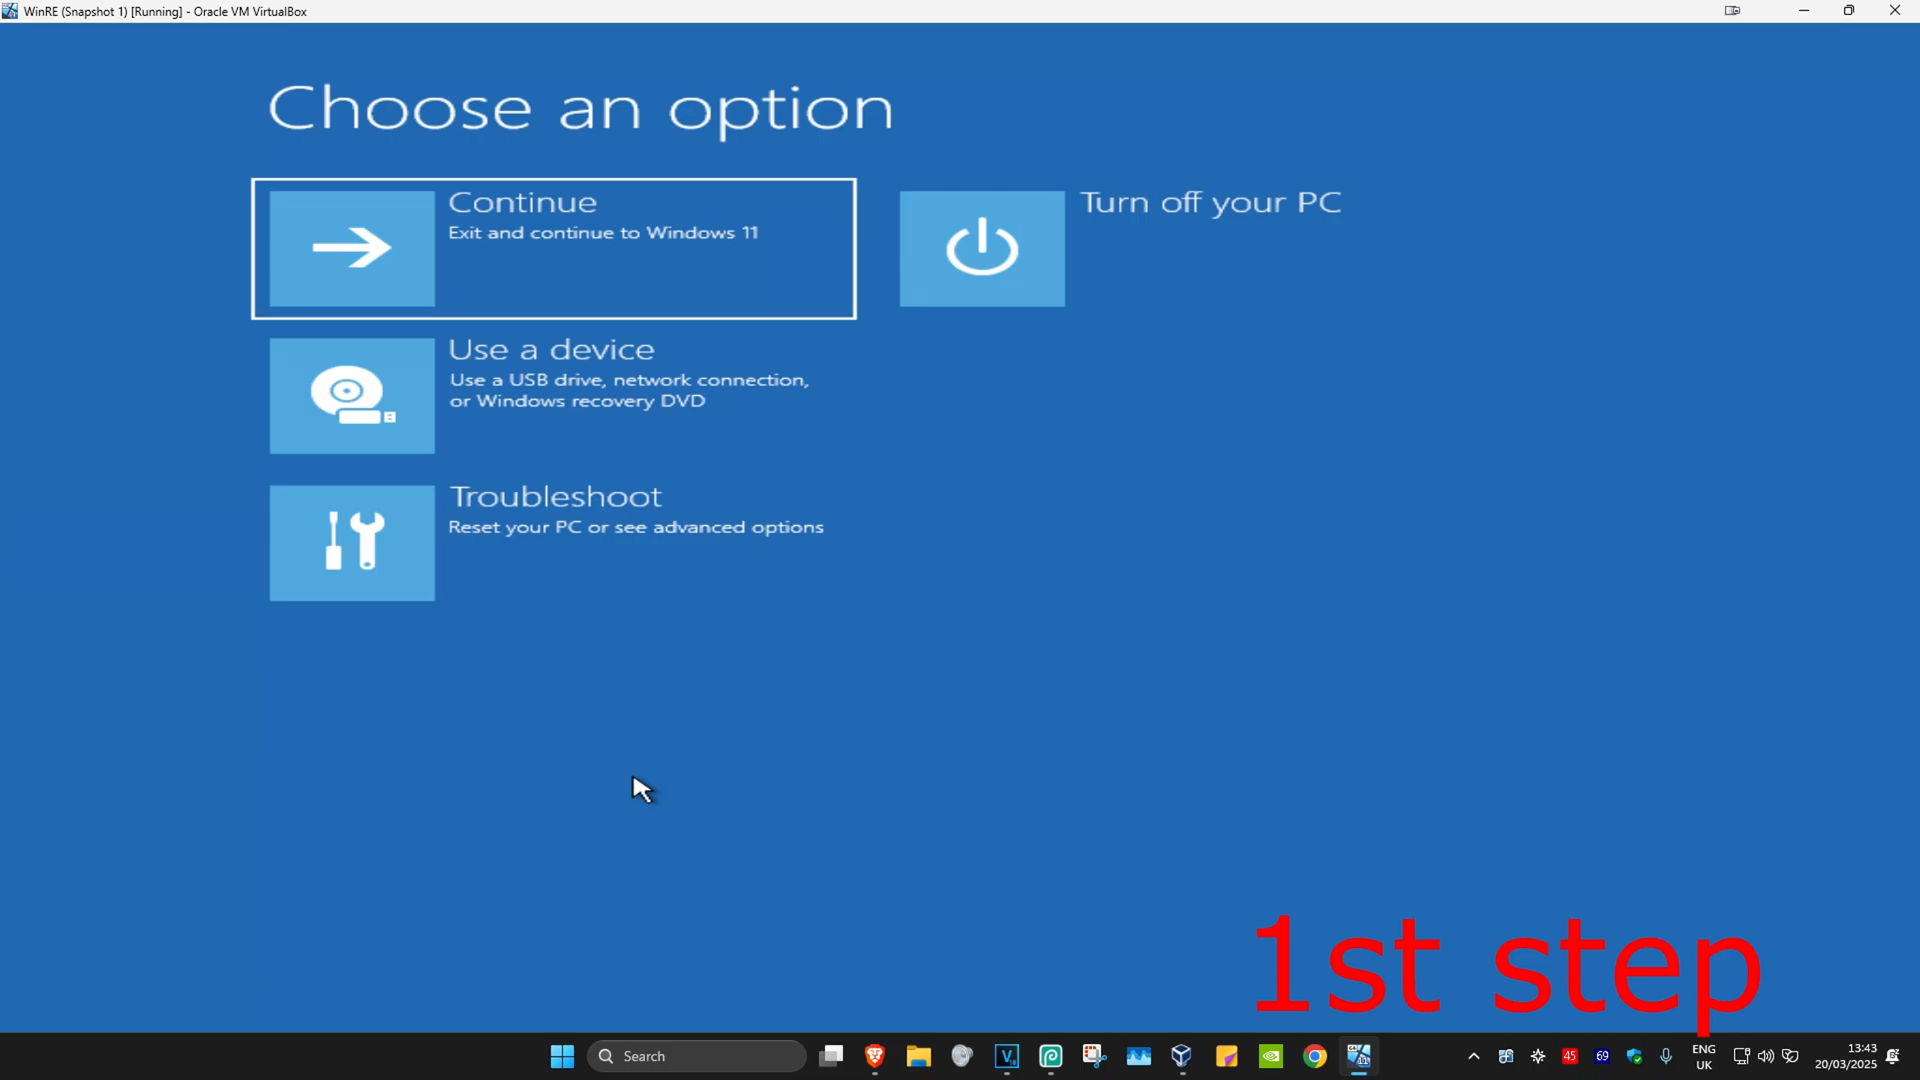 WinRE (Snapshot 1) [Running] - Oracle VM VirtualBox
Choose an option
Continue
Exit and continue to Windows 11
Turn off your PC
Use a device
Use a USB drive, network connection,
or Windows recovery DVD
Troubleshoot
Reset your PC or see advanced options
1st step
Search
45
69
ENG
UK
13:43
20/03/2025